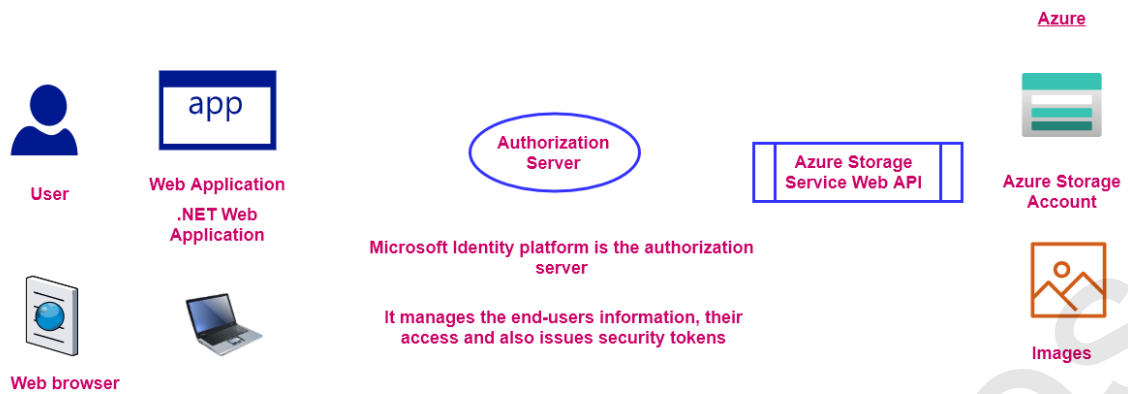 Azure
app
User
Web Application
.NET Web
Application
Authorization
Server
Azure Storage
Service Web API
Azure Storage
Account
Microsoft Identity platform is the authorization
server
It manages the end-users information, their
access and also issues security tokens
Web browser
Images